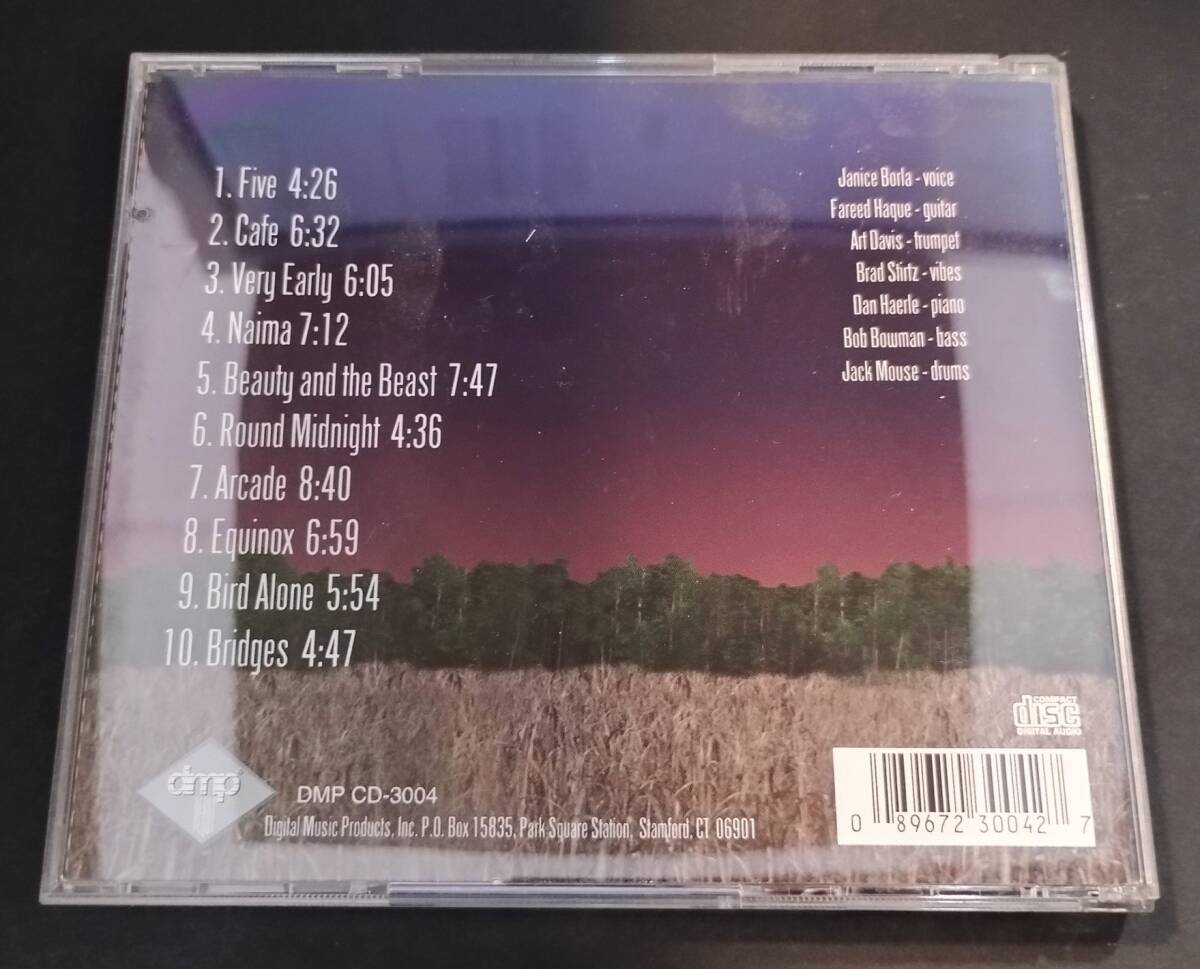 1. Five 4:26
2. Cafe 6:32
3. Very Early 6:05
4. Naima 7:12
5. Beauty and the Beast 7:47
6. Round Midnight 4:36
7. Arcade 8:40
8. Equinox 6:59
9. Bird Alone 5:54
10. Bridges 4:47
Janice Borla - voice
Fareed Haque - guitar
Art Davis - trumpet
Brad Stirtz - vibes
Dan Haerle - piano
Bob Bowman - bass
Jack Mouse - drums
COMPACT
disc
DIGITAL AUDIO
dmp
DMP CD-3004
Digital Music Products, Inc. P.O. Box 15835, Park Square Station, Stamford, CT 06901
0 89672 30042 7